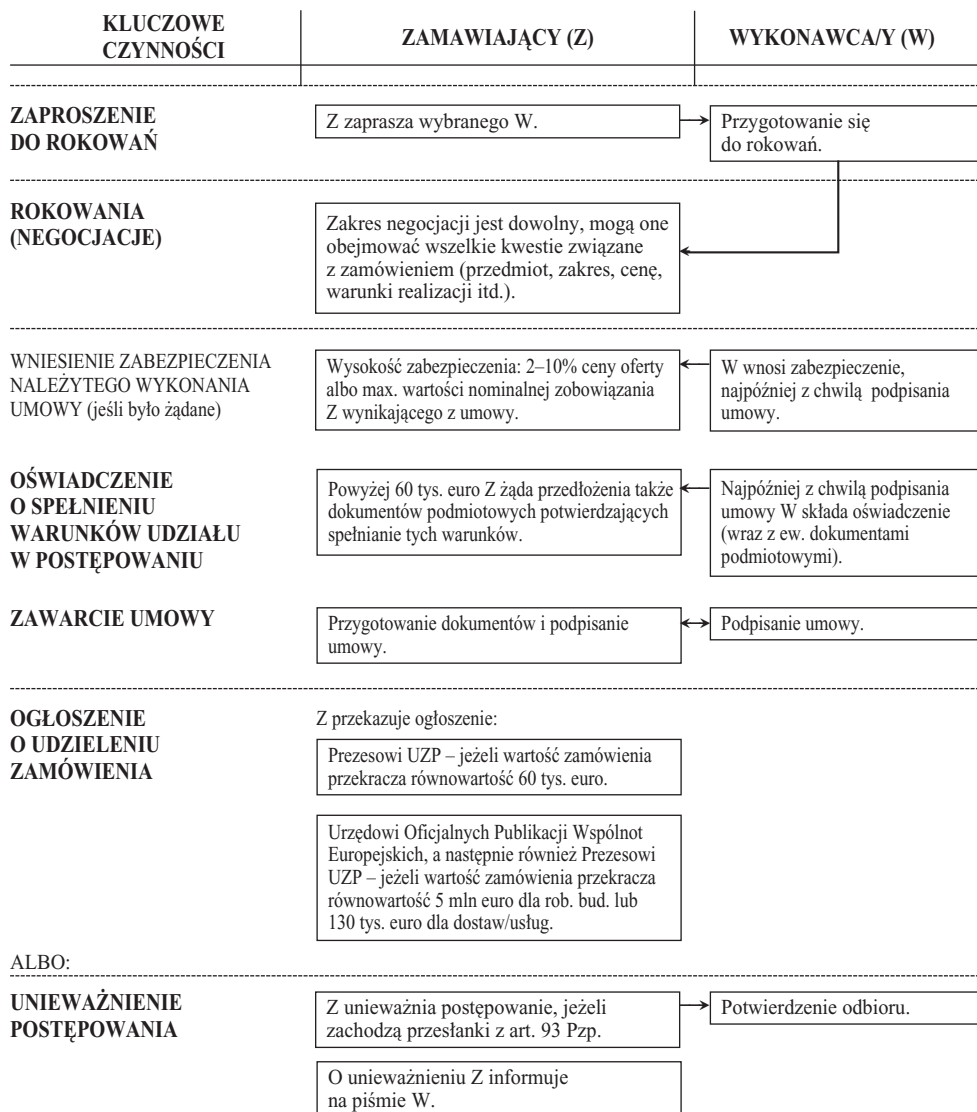 KLUCZOWE
CZYNNOŚCI
ZAMAWIAJĄCY (Z)
WYKONAWCA/Y (W)
ZAPROSZENIE
DO ROKOWAŃ
Z zaprasza wybranego W.
Przygotowanie się
do rokowań.
ROKOWANIA
(NEGOCJACJE)
Zakres negocjacji jest dowolny, mogą one
obejmować wszelkie kwestie związane
z zamówieniem (przedmiot, zakres, cenę,
warunki realizacji itd.).
WNIESIENIE ZABEZPIECZENIA
NALEŻYTEGO WYKONANIA
UMOWY (jeśli było żądane)
Wysokość zabezpieczenia: 2–10% ceny oferty
albo max. wartości nominalnej zobowiązania
Z wynikającego z umowy.
W wnosi zabezpieczenie,
najpóźniej z chwilą podpisania
umowy.
OŚWIADCZENIE
O SPEŁNIENIU
WARUNKÓW UDZIAŁU
W POSTĘPOWANIU
Powyżej 60 tys. euro Z żąda przedłożenia także
dokumentów podmiotowych potwierdzających
spełnianie tych warunków.
Najpóźniej z chwilą podpisania
umowy W składa oświadczenie
(wraz z ew. dokumentami
podmiotowymi).
ZAWARCIE UMOWY
Przygotowanie dokumentów i podpisanie
umowy.
Podpisanie umowy.
OGŁOSZENIE
O UDZIELENIU
ZAMÓWIENIA
Z przekazuje ogłoszenie:
Prezesowi UZP – jeżeli wartość zamówienia
przekracza równowartość 60 tys. euro.
Urzędowi Oficjalnych Publikacji Wspólnot
Europejskich, a następnie również Prezesowi
UZP – jeżeli wartość zamówienia przekracza
równowartość 5 mln euro dla rob. bud. lub
130 tys. euro dla dostaw/usług.
ALBO:
UNIEWAŻNIENIE
POSTĘPOWANIA
Z unieważnia postępowanie, jeżeli
zachodzą przesłanki z art. 93 Pzp.
Potwierdzenie odbioru.
O unieważnieniu Z informuje
na piśmie W.